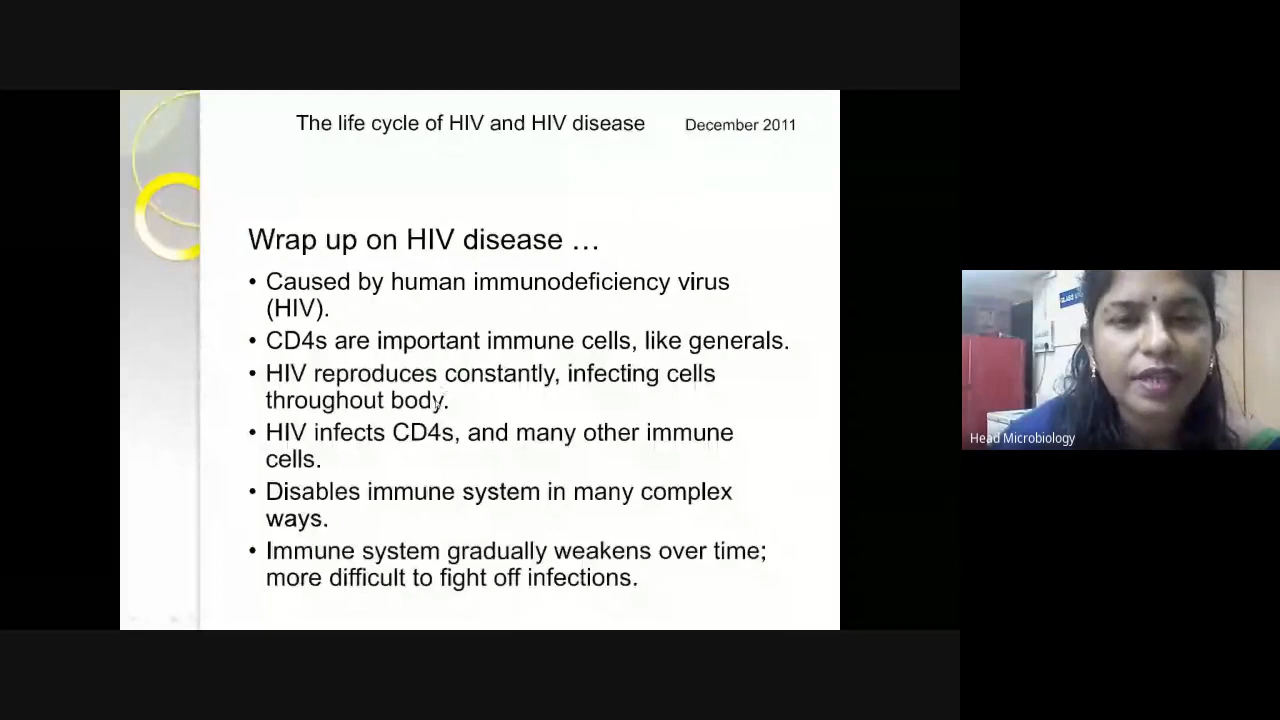 The life cycle of HIV and HIV disease December 2011
Wrap up on HIV disease …
• Caused by human immunodeficiency virus
(HIV).
• CD4s are important immune cells, like generals.
• HIV reproduces constantly, infecting cells
throughout body.
• HIV infects CD4s, and many other immune
cells.
• Disables immune system in many complex
ways.
• Immune system gradually weakens over time;
more difficult to fight off infections.
Head Microbiology